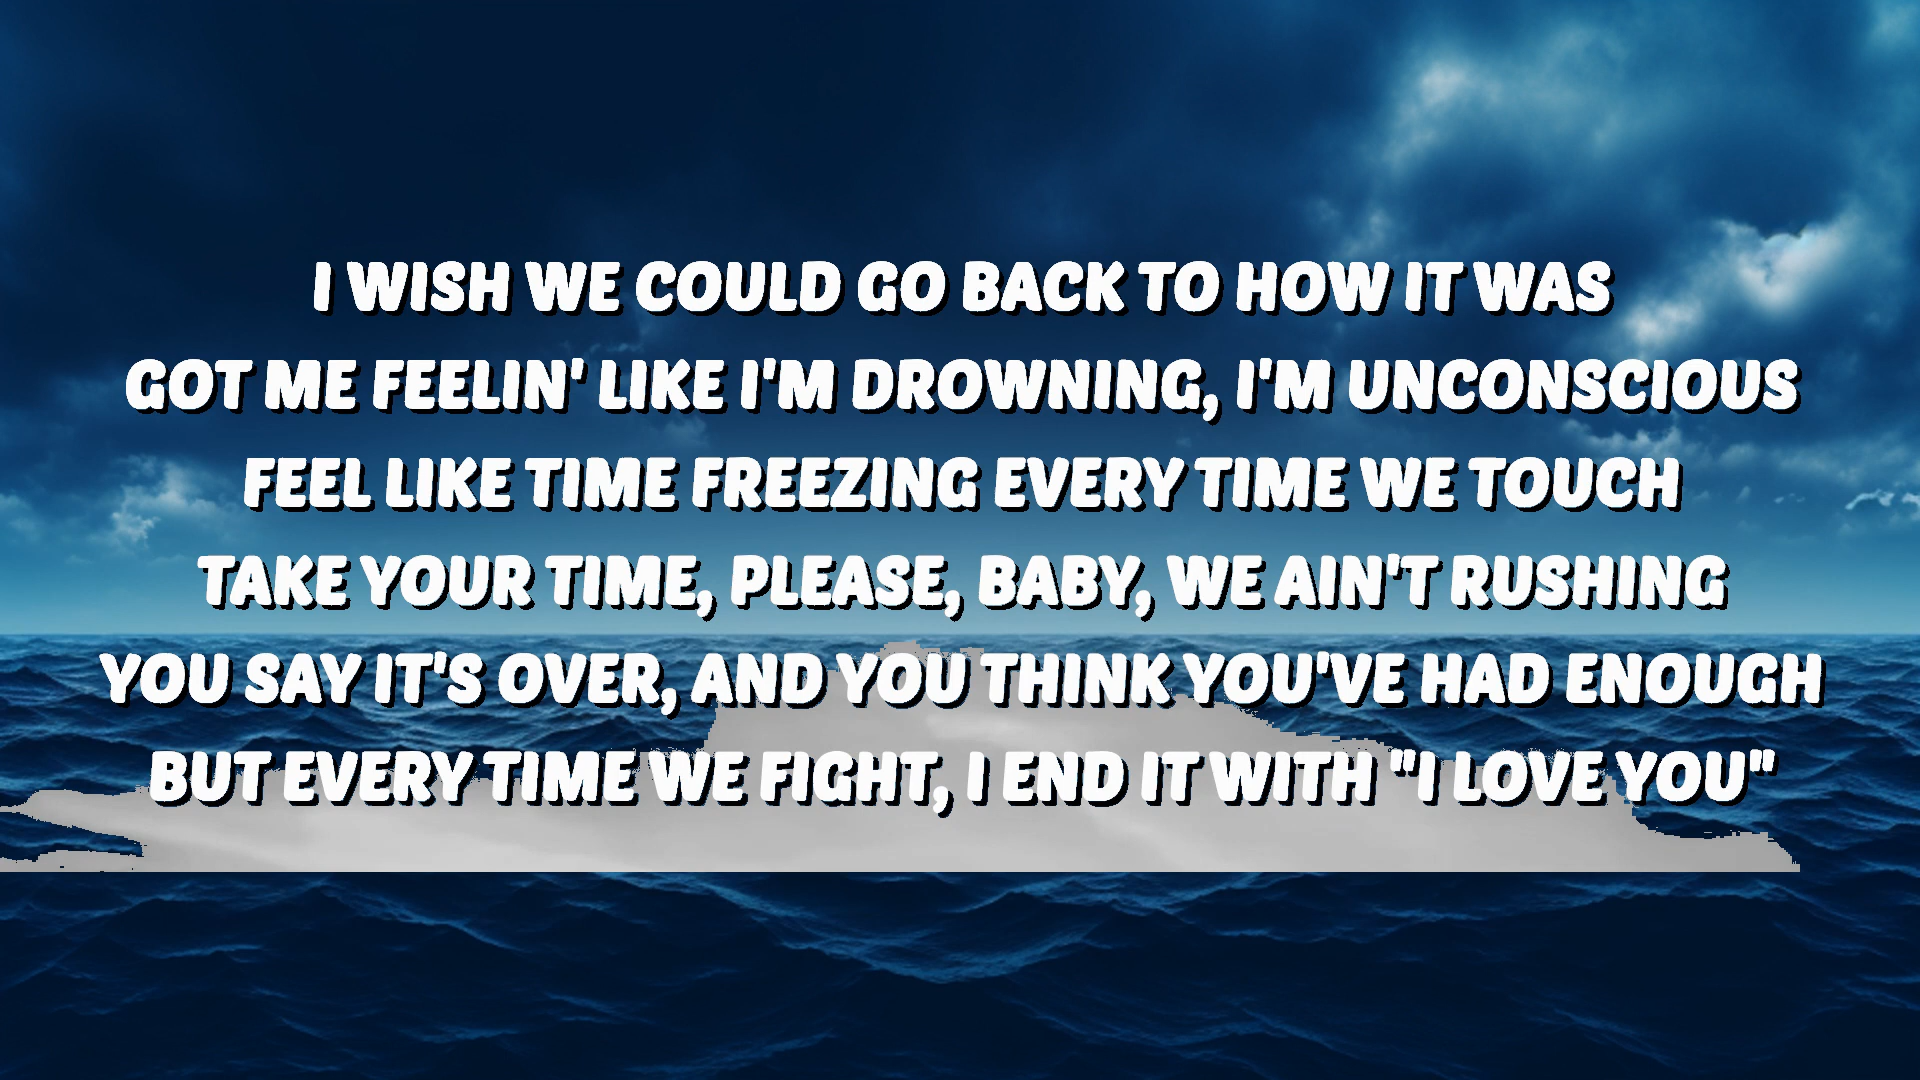 I WISH WE COULD GO BACK TO HOW IT WAS
GOT ME FEELIN' LIKE I'M DROWNING, I'M UNCONSCIOUS
FEEL LIKE TIME FREEZING EVERY TIME WE TOUCH
TAKE YOUR TIME, PLEASE, BABY, WE AIN'T RUSHING
YOU SAY IT'S OVER, AND YOU THINK YOU'VE HAD ENOUGH
BUT EVERY TIME WE FIGHT, I END IT WITH "I LOVE YOU"